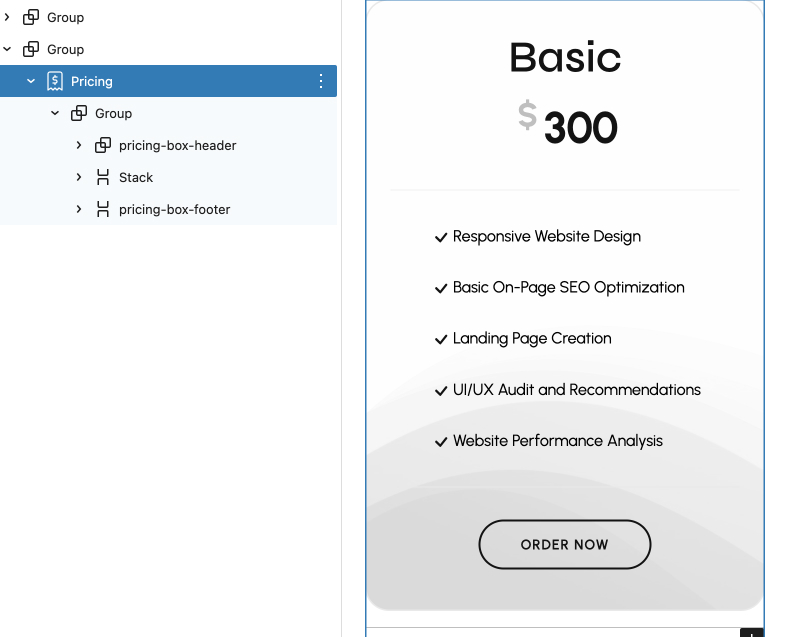 Group
Group
Pricing
Group
pricing-box-header
Stack
pricing-box-footer
Basic
$300
Responsive Website Design
Basic On-Page SEO Optimization
Landing Page Creation
UI/UX Audit and Recommendations
Website Performance Analysis
ORDER NOW